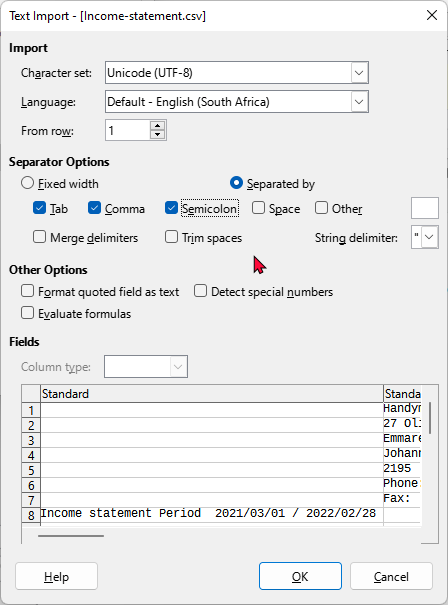 Text Import - [Income-statement.csv]
Import
Character set: Unicode (UTF-8)
Language: Default - English (South Africa)
From row: 1
Separator Options
Fixed width Separated by
Tab Comma Semicolon Space Other
Merge delimiters Trim spaces String delimiter: "
Other Options
Format quoted field as text Detect special numbers
Evaluate formulas
Fields
Column type:
Standard Standa
1 Handym
2 27 Oli
3 Emmare
4 Johann
5 2195
6 Phone:
7 Fax:
8 Income statement Period 2021/03/01 / 2022/02/28
Help OK Cancel